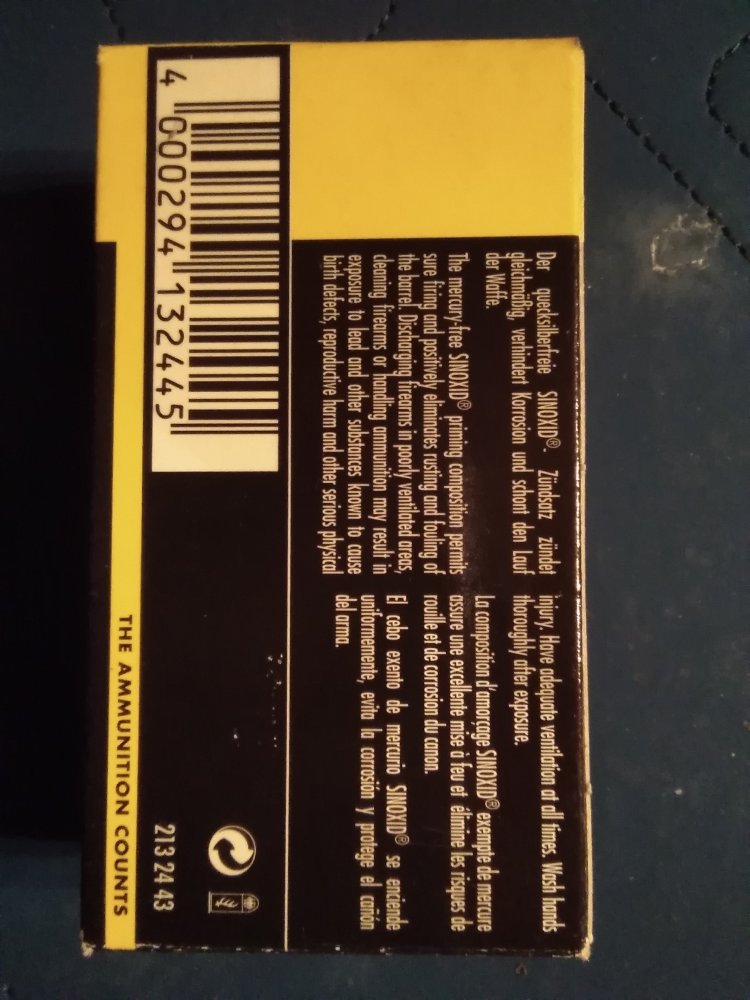 Der quecksilberfreie SINOXID®. Zündsatz zündet
gleichmäßig, verhindert Korrosion und schont den Lauf
der Waffe.
The mercury-free SINOXID® priming composition permits
sure firing and positively eliminates rusting and fouling of
the barrel. Discharging firearms in poorly ventilated areas,
cleaning firearms or handling ammunition may result in
exposure to lead and other substances known to cause
birth defects, reproductive harm and other serious physical
injury. Have adequate ventilation at all times. Wash hands
thoroughly after exposure.
La composition d'amorçage SINOXID® exempte de mercure
assure une excellente mise à feu et élimine les risques de
rouille et de corrosion du canon.
El cebo exento de mercurio SINOXID® se enciende
uniformemente, evita la corrosión y protege el cañón
del arma.
4 000294 132445
213 24 43
THE AMMUNITION COUNTS